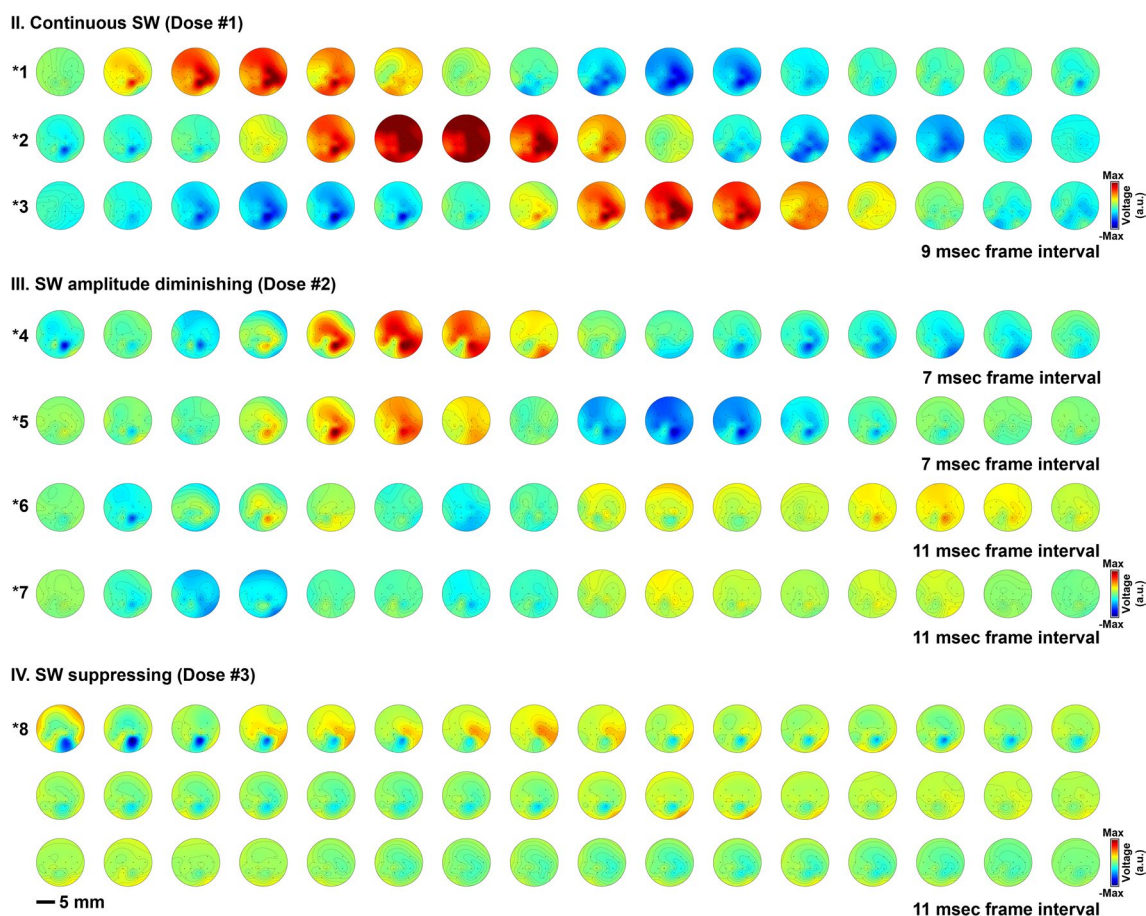 II. Continuous SW (Dose #1)
*1
*2
*3
Max
Voltage
(a.u.)
-Max
9 msec frame interval
III. SW amplitude diminishing (Dose #2)
*4
7 msec frame interval
*5
7 msec frame interval
*6
11 msec frame interval
*7
Max
Voltage
(a.u.)
-Max
11 msec frame interval
IV. SW suppressing (Dose #3)
*8
Max
Voltage
(a.u.)
-Max
5 mm
11 msec frame interval